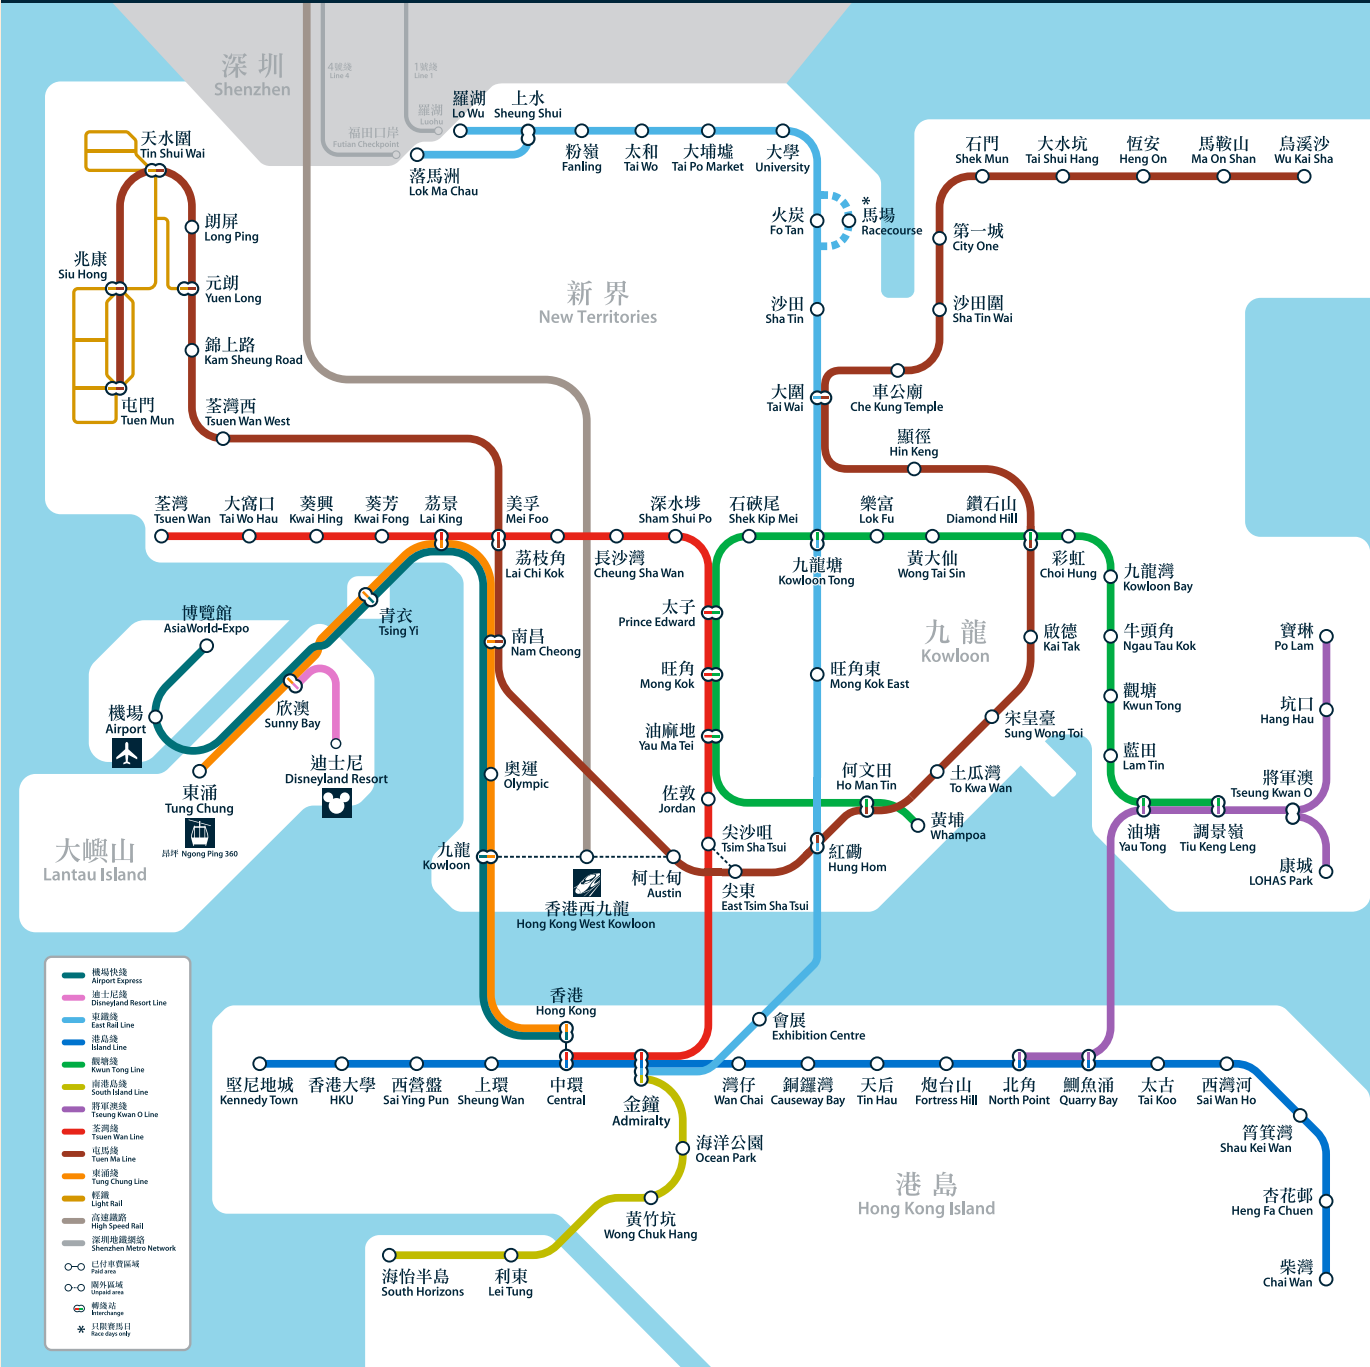 深圳
Shenzhen
4號綫
Line 4
1號綫
Line 1
羅湖
Luohu
福田口岸
Futian Checkpoint
羅湖
Lo Wu
上水
Sheung Shui
落馬洲
Lok Ma Chau
粉嶺
Fanling
太和
Tai Wo
大埔墟
Tai Po Market
大學
University
火炭
Fo Tan
*
馬場
Racecourse
沙田
Sha Tin
大圍
Tai Wai
石門
Shek Mun
大水坑
Tai Shui Hang
恆安
Heng On
馬鞍山
Ma On Shan
烏溪沙
Wu Kai Sha
第一城
City One
沙田圍
Sha Tin Wai
車公廟
Che Kung Temple
顯徑
Hin Keng
天水圍
Tin Shui Wai
朗屏
Long Ping
兆康
Siu Hong
元朗
Yuen Long
錦上路
Kam Sheung Road
屯門
Tuen Mun
荃灣西
Tsuen Wan West
新界
New Territories
荃灣
Tsuen Wan
大窩口
Tai Wo Hau
葵興
Kwai Hing
葵芳
Kwai Fong
荔景
Lai King
美孚
Mei Foo
荔枝角
Lai Chi Kok
長沙灣
Cheung Sha Wan
深水埗
Sham Shui Po
石硤尾
Shek Kip Mei
九龍塘
Kowloon Tong
樂富
Lok Fu
黃大仙
Wong Tai Sin
鑽石山
Diamond Hill
彩虹
Choi Hung
九龍灣
Kowloon Bay
牛頭角
Ngau Tau Kok
觀塘
Kwun Tong
藍田
Lam Tin
油塘
Yau Tong
調景嶺
Tiu Keng Leng
將軍澳
Tseung Kwan O
坑口
Hang Hau
寶琳
Po Lam
康城
LOHAS Park
啟德
Kai Tak
宋皇臺
Sung Wong Toi
土瓜灣
To Kwa Wan
何文田
Ho Man Tin
黃埔
Whampoa
九龍
Kowloon
太子
Prince Edward
旺角
Mong Kok
油麻地
Yau Ma Tei
佐敦
Jordan
尖沙咀
Tsim Sha Tsui
尖東
East Tsim Sha Tsui
旺角東
Mong Kok East
紅磡
Hung Hom
柯士甸
Austin
香港西九龍
Hong Kong West Kowloon
九龍
Kowloon
奧運
Olympic
南昌
Nam Cheong
青衣
Tsing Yi
博覽館
AsiaWorld-Expo
機場
Airport
欣澳
Sunny Bay
迪士尼
Disneyland Resort
東涌
Tung Chung
昂坪 Ngong Ping 360
大嶼山
Lantau Island
香港
Hong Kong
會展
Exhibition Centre
堅尼地城
Kennedy Town
香港大學
HKU
西營盤
Sai Ying Pun
上環
Sheung Wan
中環
Central
金鐘
Admiralty
灣仔
Wan Chai
銅鑼灣
Causeway Bay
天后
Tin Hau
炮台山
Fortress Hill
北角
North Point
鰂魚涌
Quarry Bay
太古
Tai Koo
西灣河
Sai Wan Ho
筲箕灣
Shau Kei Wan
杏花邨
Heng Fa Chuen
柴灣
Chai Wan
海洋公園
Ocean Park
黃竹坑
Wong Chuk Hang
利東
Lei Tung
海怡半島
South Horizons
港島
Hong Kong Island
機場快綫
Airport Express
迪士尼綫
Disneyland Resort Line
東鐵綫
East Rail Line
港島綫
Island Line
觀塘綫
Kwun Tong Line
南港島綫
South Island Line
將軍澳綫
Tseung Kwan O Line
荃灣綫
Tsuen Wan Line
屯馬綫
Tuen Ma Line
東涌綫
Tung Chung Line
輕鐵
Light Rail
高速鐵路
High Speed Rail
深圳地鐵網絡
Shenzhen Metro Network
已付車費區域
Paid area
閘外區域
Unpaid area
轉綫站
Interchange
* 只限賽馬日
Race days only